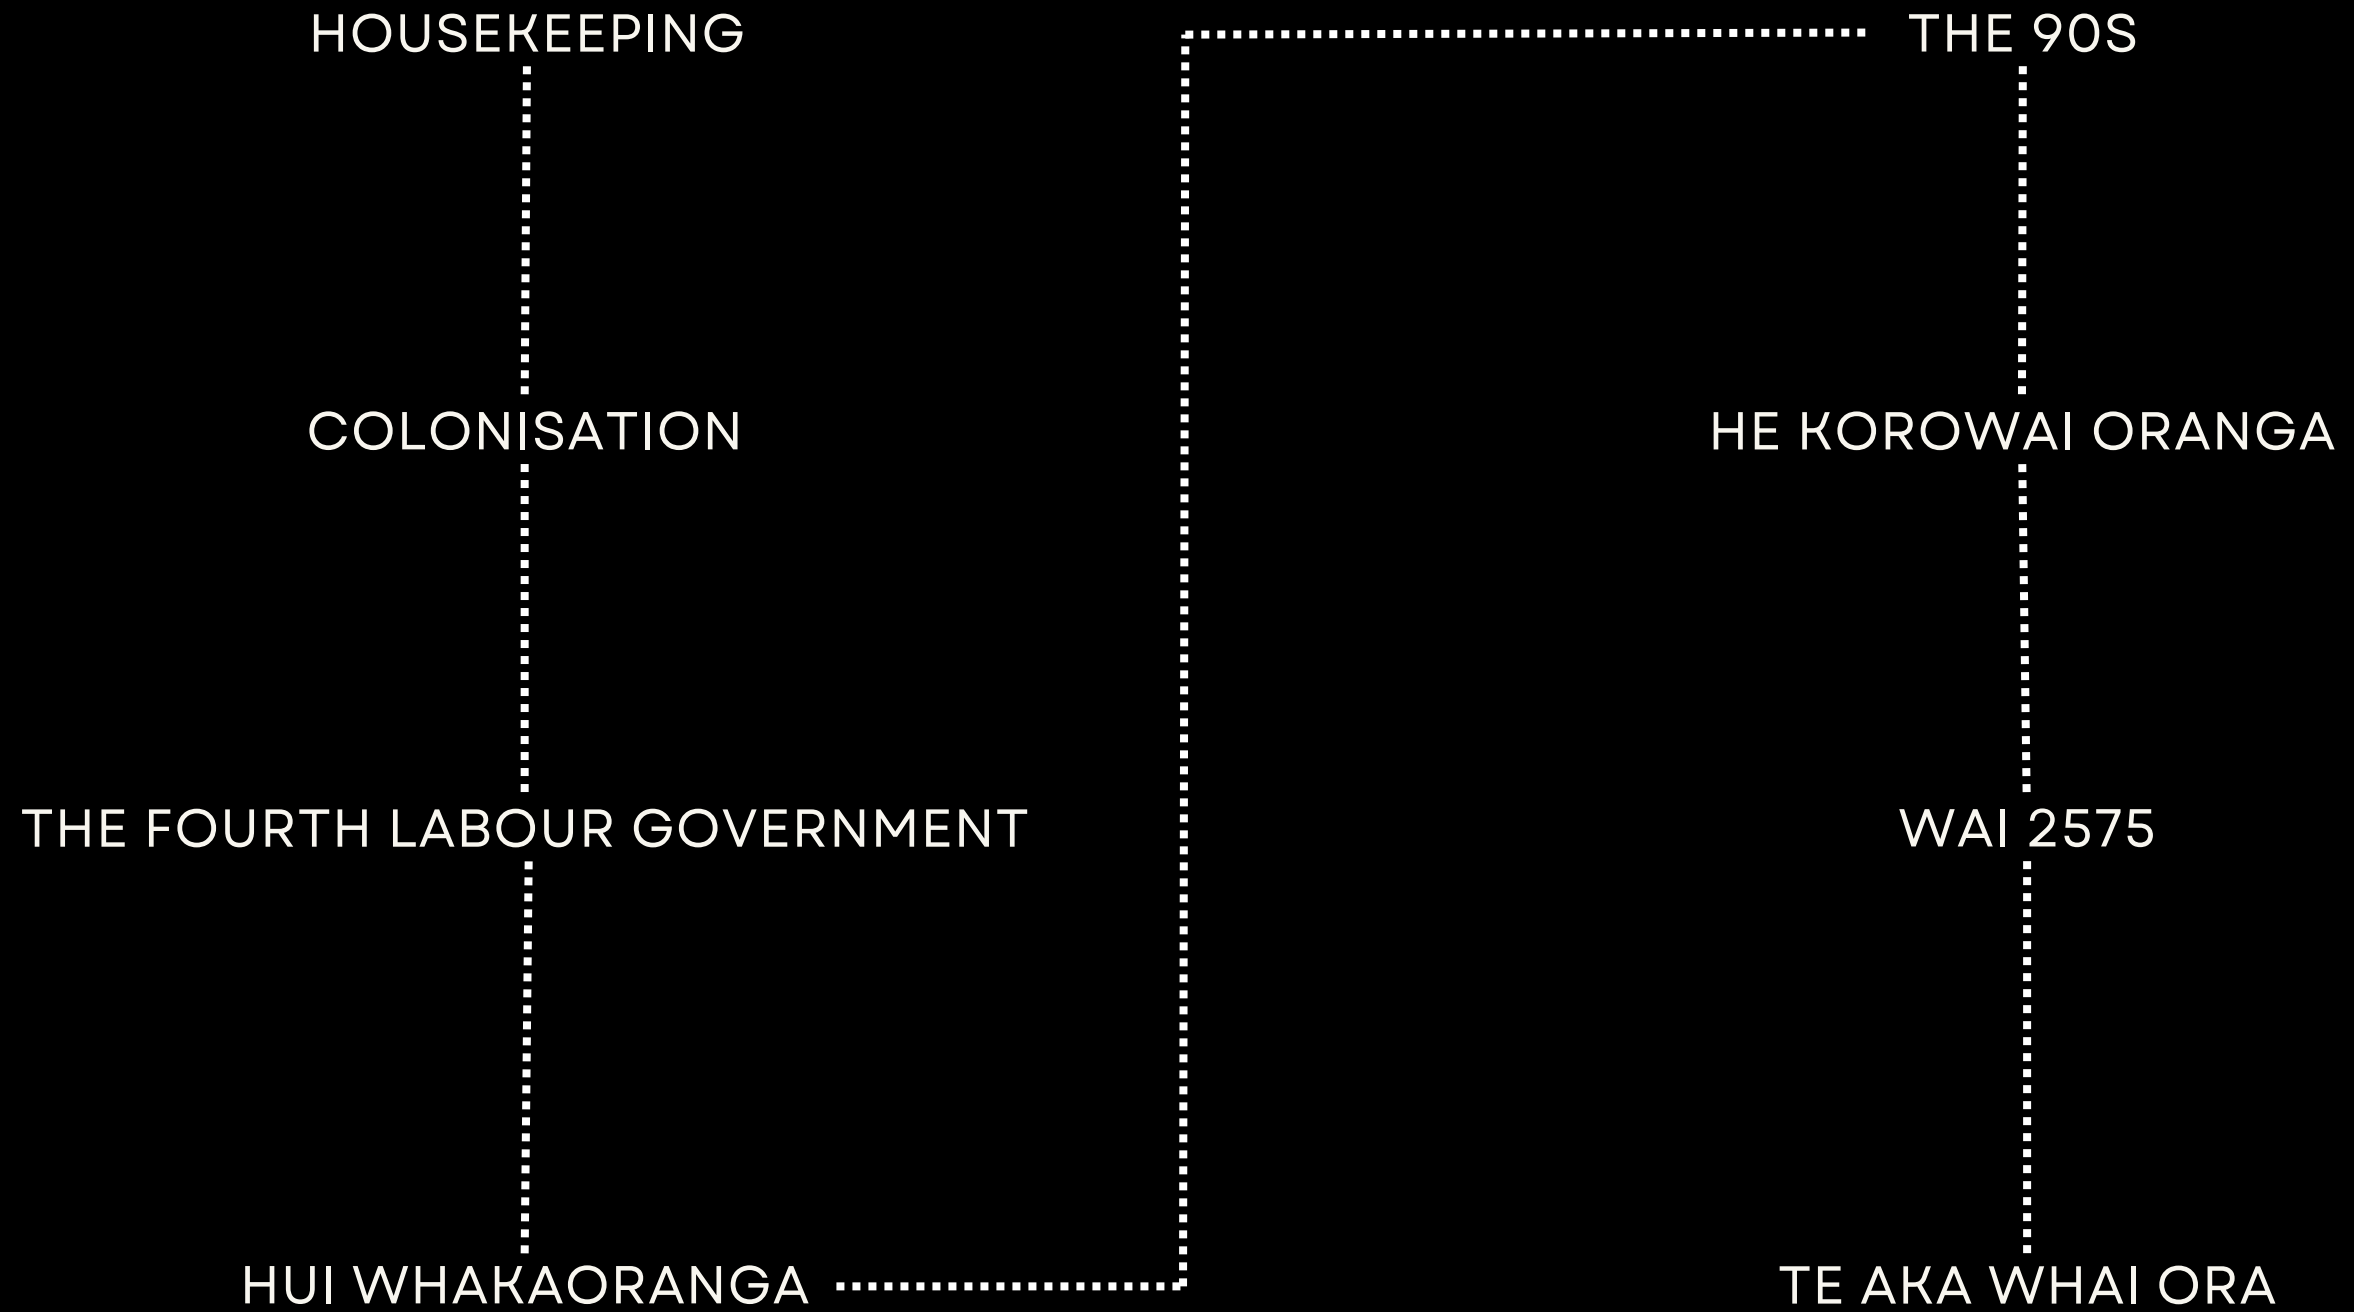 HOUSEKEEPING
COLONISATION
THE FOURTH LABOUR GOVERNMENT
HUI WHAKAORANGA
THE 90S
HE KOROWAI ORANGA
WAI 2575
TE AKA WHAI ORA